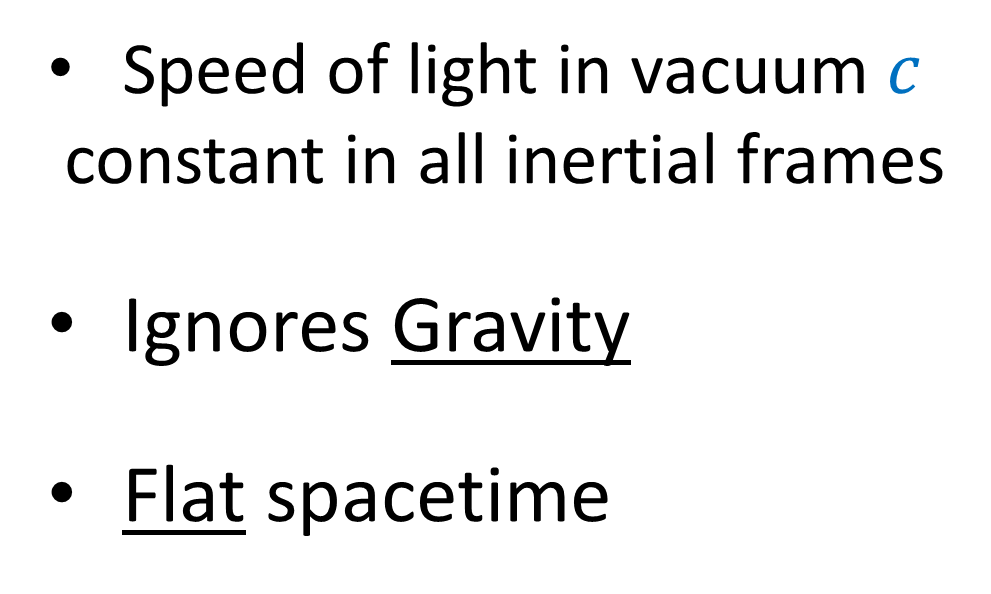 • Speed of light in vacuum c
constant in all inertial frames
• Ignores Gravity
• Flat spacetime